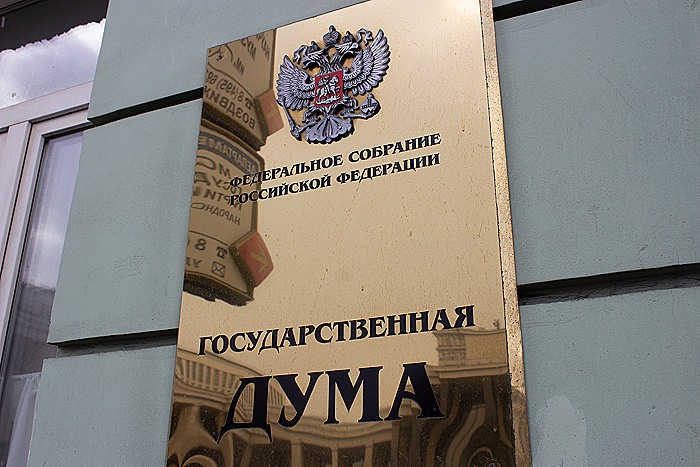 ФЕДЕРАЛЬНОЕ СОБРАНИЕ
РОССИЙСКОЙ ФЕДЕРАЦИИ
ГОСУДАРСТВЕННАЯ
ДУМА